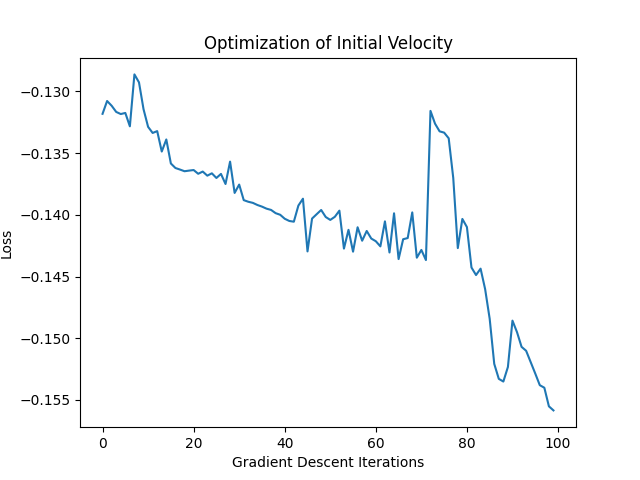 Optimization of Initial Velocity
−0.130
−0.135
−0.140
−0.145
−0.150
−0.155
Loss
0 20 40 60 80 100
Gradient Descent Iterations